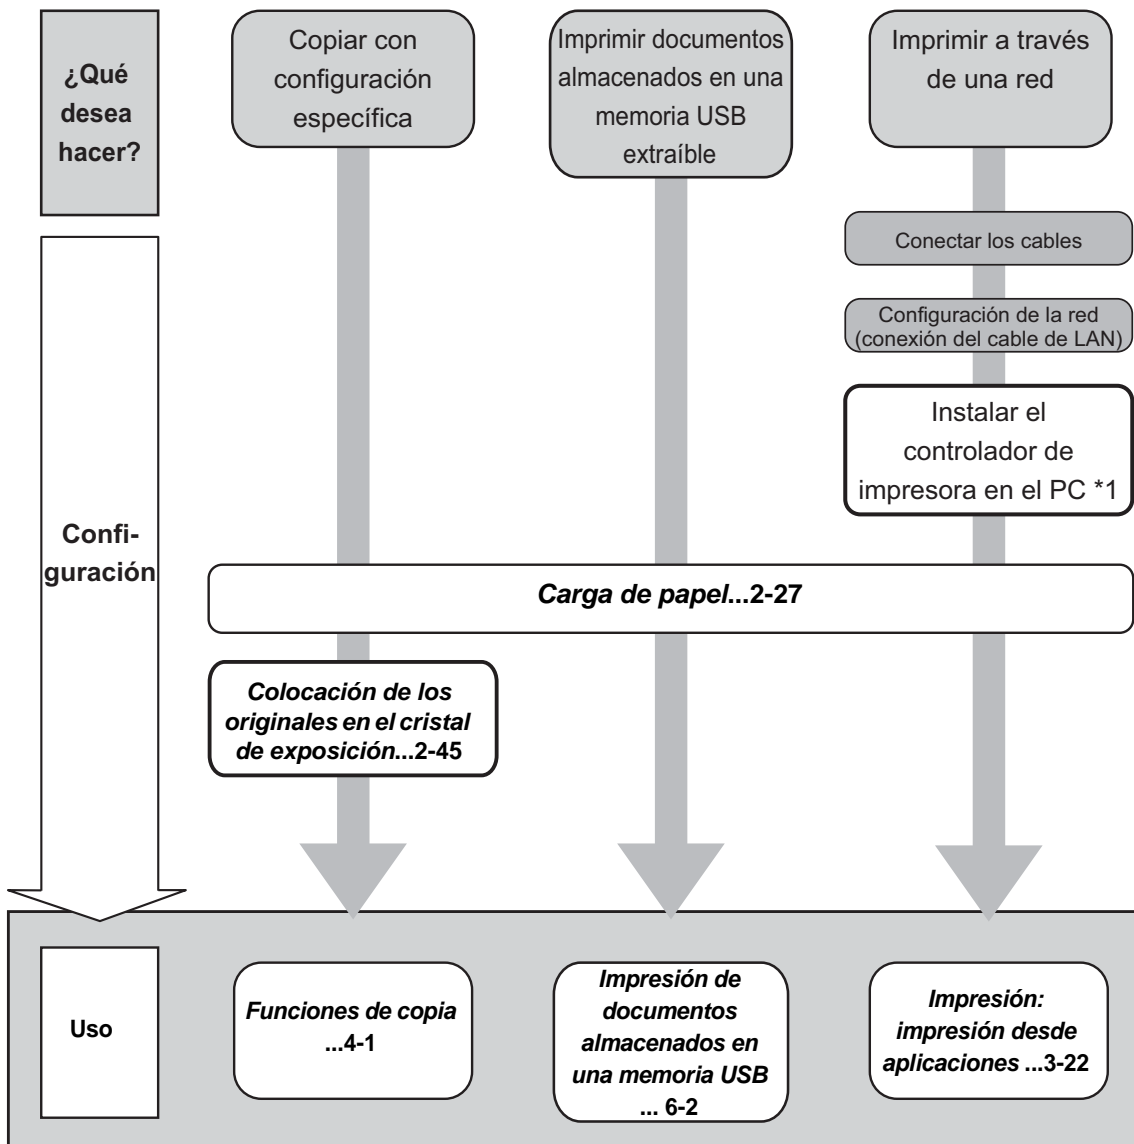 ¿Qué
desea
hacer?
Copiar con
configuración
específica
Imprimir documentos
almacenados en una
memoria USB
extraíble
Imprimir a través
de una red
Conectar los cables
Configuración de la red
(conexión del cable de LAN)
Instalar el
controlador de
impresora en el PC *1
Confi-
guración
Carga de papel...2-27
Colocación de los
originales en el cristal
de exposición...2-45
Uso
Funciones de copia
...4-1
Impresión de
documentos
almacenados en
una memoria USB
... 6-2
Impresión:
impresión desde
aplicaciones ...3-22